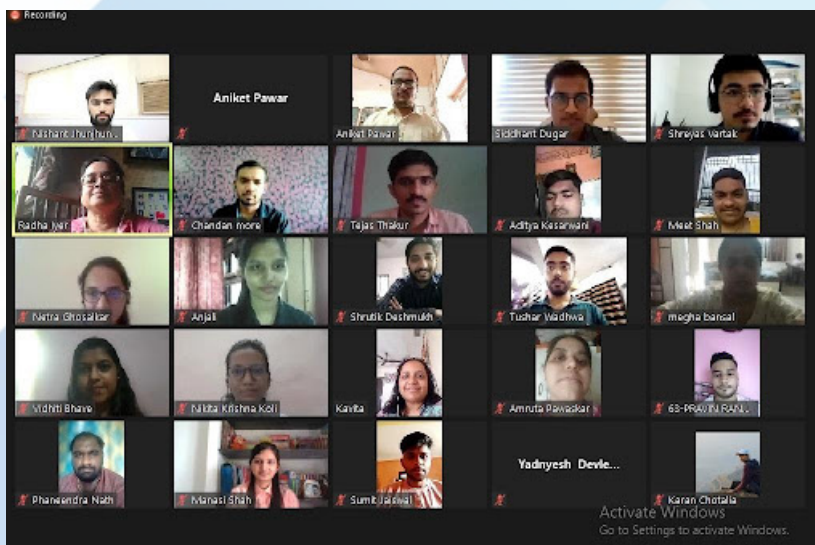 Recording
Nishant Jhunjhun...
Aniket Pawar
Aniket Pawar
Siddhant Dugar
Shreyas Vartak
Radha Iyer
Chandan more
Tejas Thakur
Aditya Kesarwani
Meet Shah
Netra Ghosalkar
Anjali
Shrutik Deshmukh
Tushar Wadhwa
megha bansal
Vidhiti Bhave
Nikita Krishna Koli
Kavita
Amruta Pawaskar
63-PRAVIN RAN...
Phaneendra Nath
Manasi Shah
Sumit Jaiswal
Yadnyesh Devle...
Karan Chotalia
Activate Windows
Go to Settings to activate Windows.